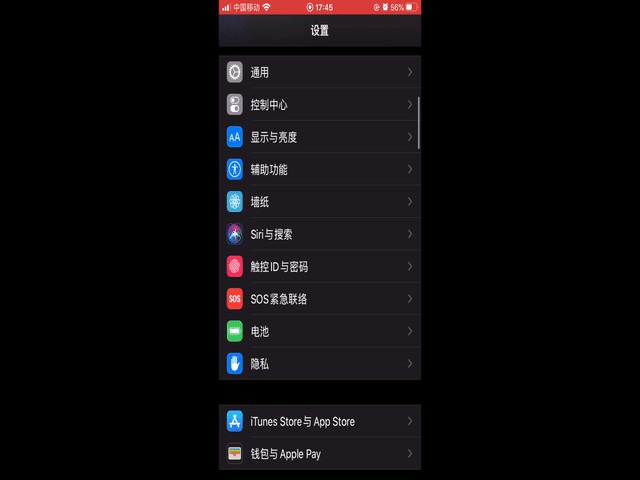 中国移动 17:45 56%
设置
通用
控制中心
AA 显示与亮度
辅助功能
墙纸
Siri与搜索
触控ID与密码
SOS SOS紧急联络
电池
隐私
iTunes Store与App Store
钱包与Apple Pay